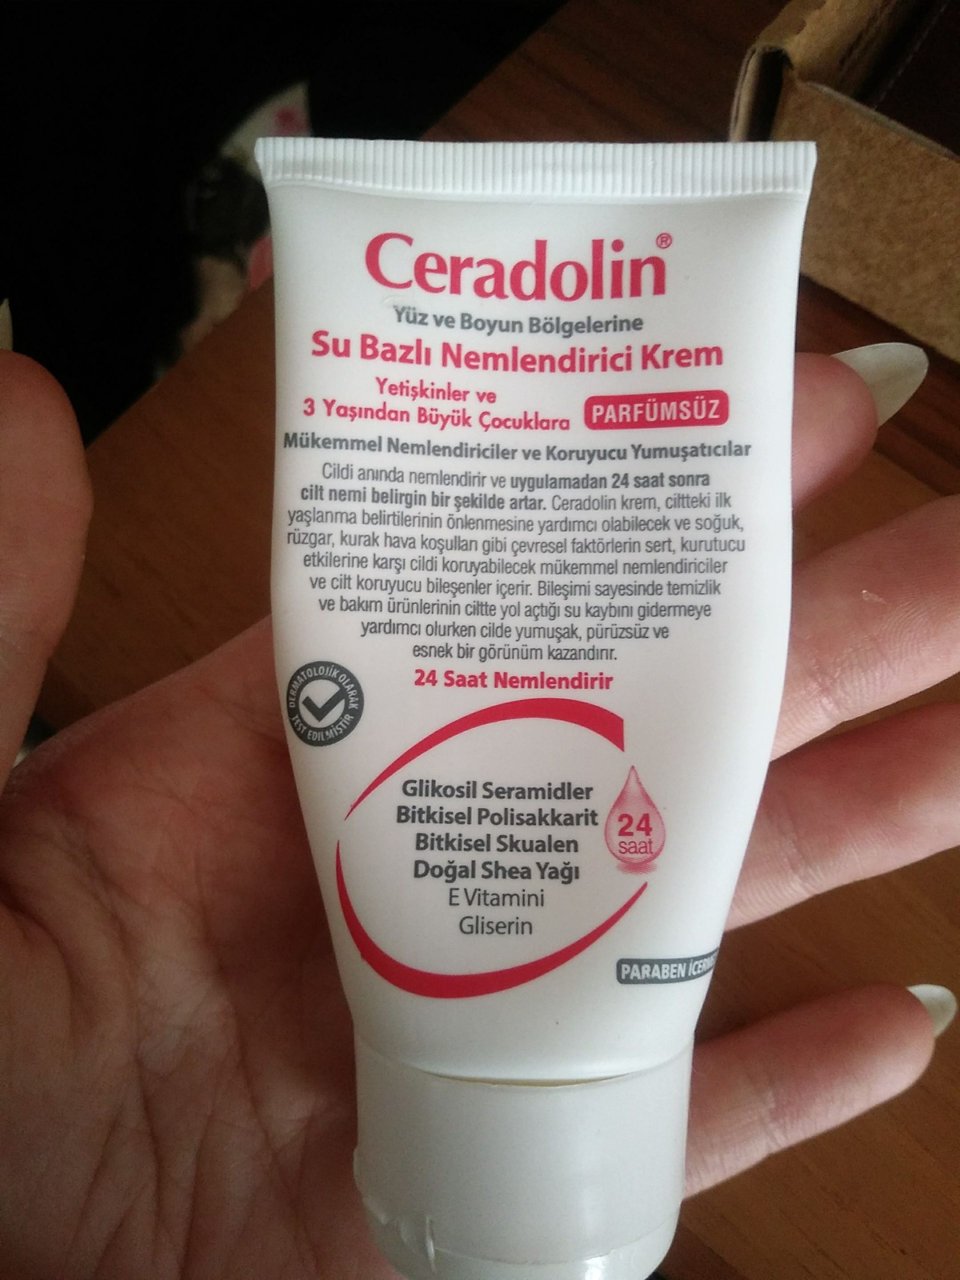 Ceradolin®
Yüz ve Boyun Bölgelerine
Su Bazlı Nemlendirici Krem
Yetişkinler ve
3 Yaşından Büyük Çocuklara
PARFÜMSÜZ
Mükemmel Nemlendiriciler ve Koruyucu Yumuşatıcılar
Cildi anında nemlendirir ve uygulamadan 24 saat sonra
cilt nemi belirgin bir şekilde artar. Ceradolin krem, ciltteki ilk
yaşlanma belirtilerinin önlenmesine yardımcı olabilecek ve soğuk,
rüzgar, kurak hava koşulları gibi çevresel faktörlerin sert, kurutucu
etkilerine karşı cildi koruyabilecek mükemmel nemlendiriciler
ve cilt koruyucu bileşenler içerir. Bileşimi sayesinde temizlik
ve bakım ürünlerinin ciltte yol açtığı su kaybını gidermeye
yardımcı olurken cilde yumuşak, pürüzsüz ve
esnek bir görünüm kazandırır.
24 Saat Nemlendirir
DERMATOLOJİK OLARAK
TEST EDİLMİŞTİR
Glikosil Seramidler
Bitkisel Polisakkarit
Bitkisel Skualen
Doğal Shea Yağı
E Vitamini
Gliserin
24
saat
PARABEN